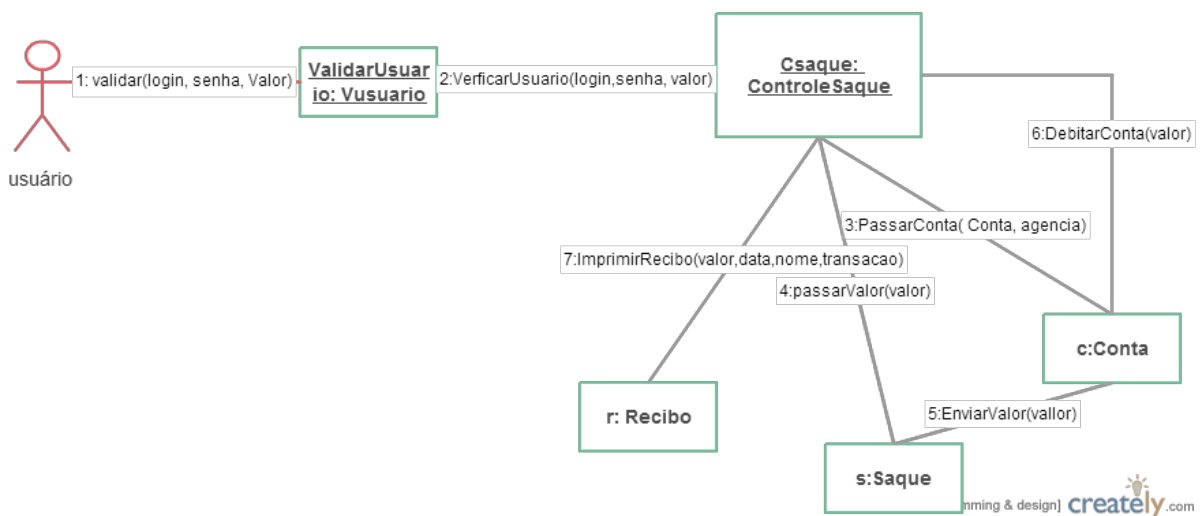 1: validar(login, senha, Valor)
usuário
ValidarUsuar
io: Vusuario
2:VerficarUsuario(login,senha, valor)
Csaque:
ControleSaque
6:DebitarConta(valor)
3:PassarConta( Conta, agencia)
7:ImprimirRecibo(valor,data,nome,transacao)
4:passarValor(valor)
c:Conta
r: Recibo
5:EnviarValor(vallor)
s:Saque
mming & design]
creately.com